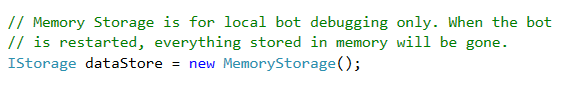 // Memory Storage is for local bot debugging only. When the bot
// is restarted, everything stored in memory will be gone.
IStorage dataStore = new MemoryStorage();